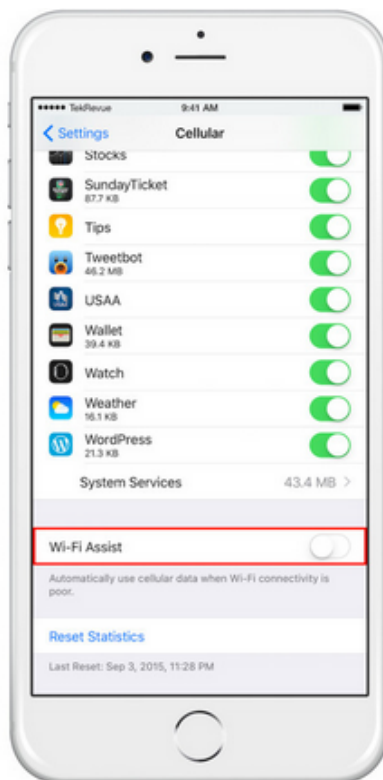 TekRevue 9:41 AM
Settings Cellular
Stocks
SundayTicket
87.7 KB
Tips
Tweetbot
46.2 MB
USAA
Wallet
39.4 KB
Watch
Weather
16.1 KB
WordPress
21.3 KB
System Services 43.4 MB
Wi-Fi Assist
Automatically use cellular data when Wi-Fi connectivity is
poor.
Reset Statistics
Last Reset: Sep 3, 2015, 11:28 PM